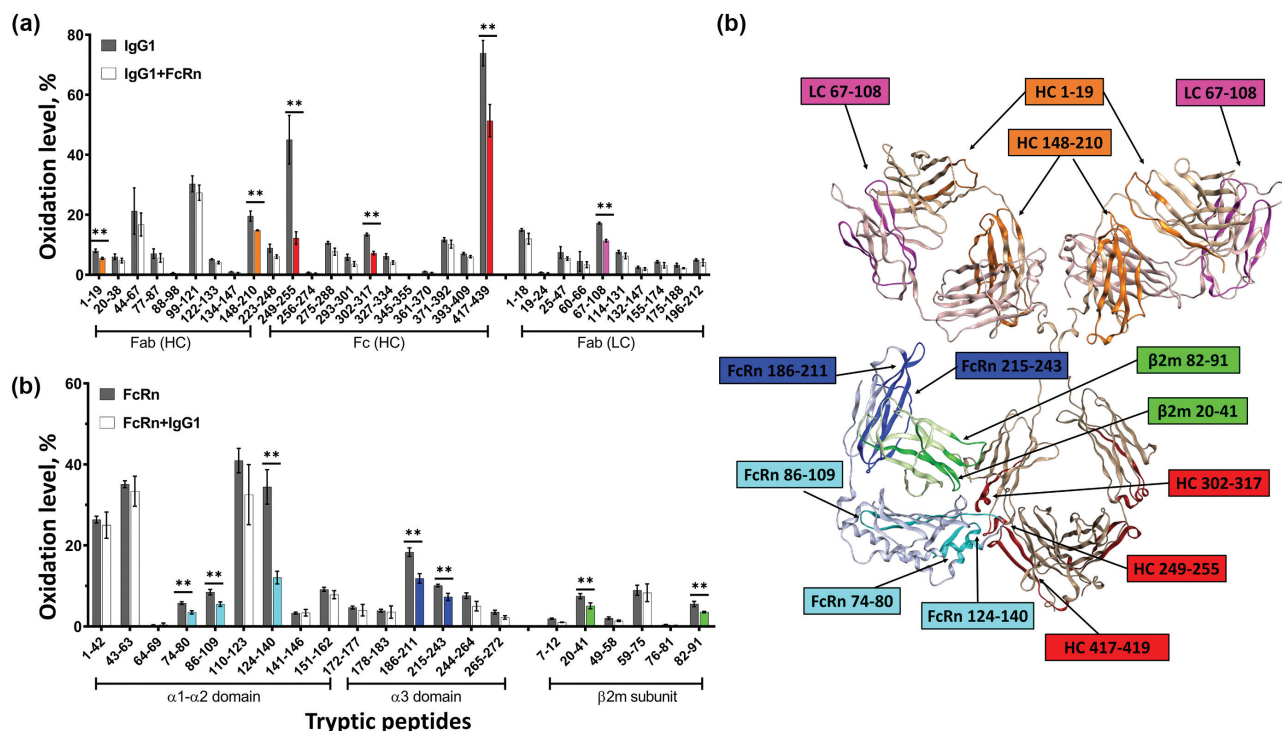 (a)
Oxidation level, %
80
60
40
20
0
IgG1
IgG1+FcRn
**
**
**
**
**
**
1-19
20-38
44-67
77-87
88-98
99-121
122-133
134-147
148-210
223-248
249-255
256-274
275-288
293-301
302-317
327-334
345-355
361-370
371-392
393-409
417-439
1-18
19-24
25-47
60-66
67-108
114-131
132-147
155-174
175-188
196-212
Fab (HC)
Fc (HC)
Fab (LC)
(b)
Oxidation level, %
60
40
20
0
FcRn
FcRn+IgG1
**
**
**
**
**
**
**
1-42
43-63
64-69
74-80
86-109
110-123
124-140
141-146
151-162
172-177
178-183
186-211
215-243
244-264
265-272
7-12
20-41
49-58
59-75
76-81
82-91
α1-α2 domain
α3 domain
β2m subunit
Tryptic peptides
(b)
LC 67-108
HC 1-19
LC 67-108
HC 148-210
FcRn 186-211
FcRn 215-243
β2m 82-91
β2m 20-41
FcRn 86-109
HC 302-317
HC 249-255
FcRn 74-80
FcRn 124-140
HC 417-419